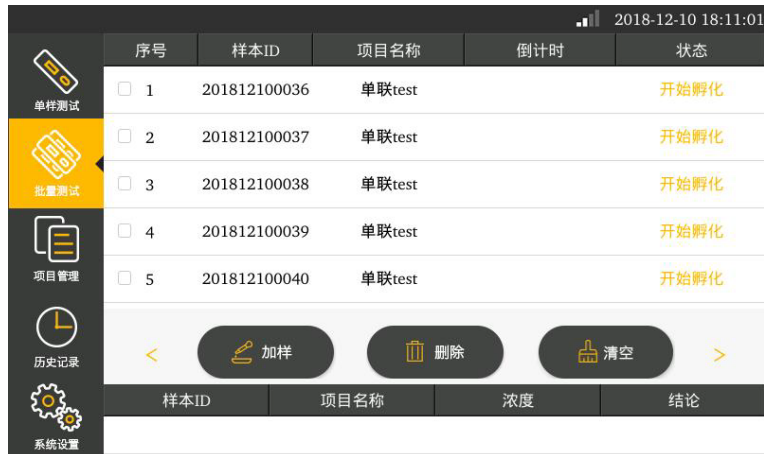 2018-12-10 18:11:01
单样测试
批量测试
项目管理
历史记录
系统设置
序号 样本ID 项目名称 倒计时 状态
1 201812100036 单联test 开始孵化
2 201812100037 单联test 开始孵化
3 201812100038 单联test 开始孵化
4 201812100039 单联test 开始孵化
5 201812100040 单联test 开始孵化
< 加样 删除 清空 >
样本ID 项目名称 浓度 结论